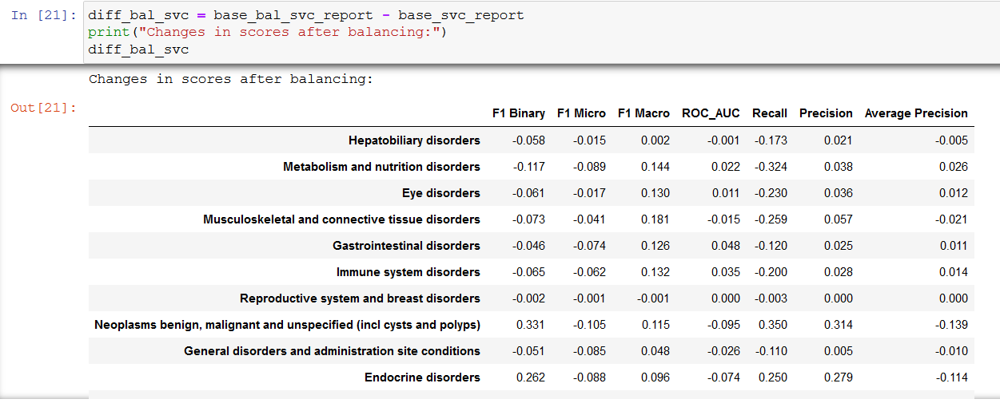 In [21]: diff_bal_svc = base_bal_svc_report - base_svc_report
print("Changes in scores after balancing:")
diff_bal_svc
Changes in scores after balancing:
Out[21]:
F1 Binary F1 Micro F1 Macro ROC_AUC Recall Precision Average Precision
Hepatobiliary disorders -0.058 -0.015 0.002 -0.001 -0.173 0.021 -0.005
Metabolism and nutrition disorders -0.117 -0.089 0.144 0.022 -0.324 0.038 0.026
Eye disorders -0.061 -0.017 0.130 0.011 -0.230 0.036 0.012
Musculoskeletal and connective tissue disorders -0.073 -0.041 0.181 -0.015 -0.259 0.057 -0.021
Gastrointestinal disorders -0.046 -0.074 0.126 0.048 -0.120 0.025 0.011
Immune system disorders -0.065 -0.062 0.132 0.035 -0.200 0.028 0.014
Reproductive system and breast disorders -0.002 -0.001 -0.001 0.000 -0.003 0.000 0.000
Neoplasms benign, malignant and unspecified (incl cysts and polyps) 0.331 -0.105 0.115 -0.095 0.350 0.314 -0.139
General disorders and administration site conditions -0.051 -0.085 0.048 -0.026 -0.110 0.005 -0.010
Endocrine disorders 0.262 -0.088 0.096 -0.074 0.250 0.279 -0.114